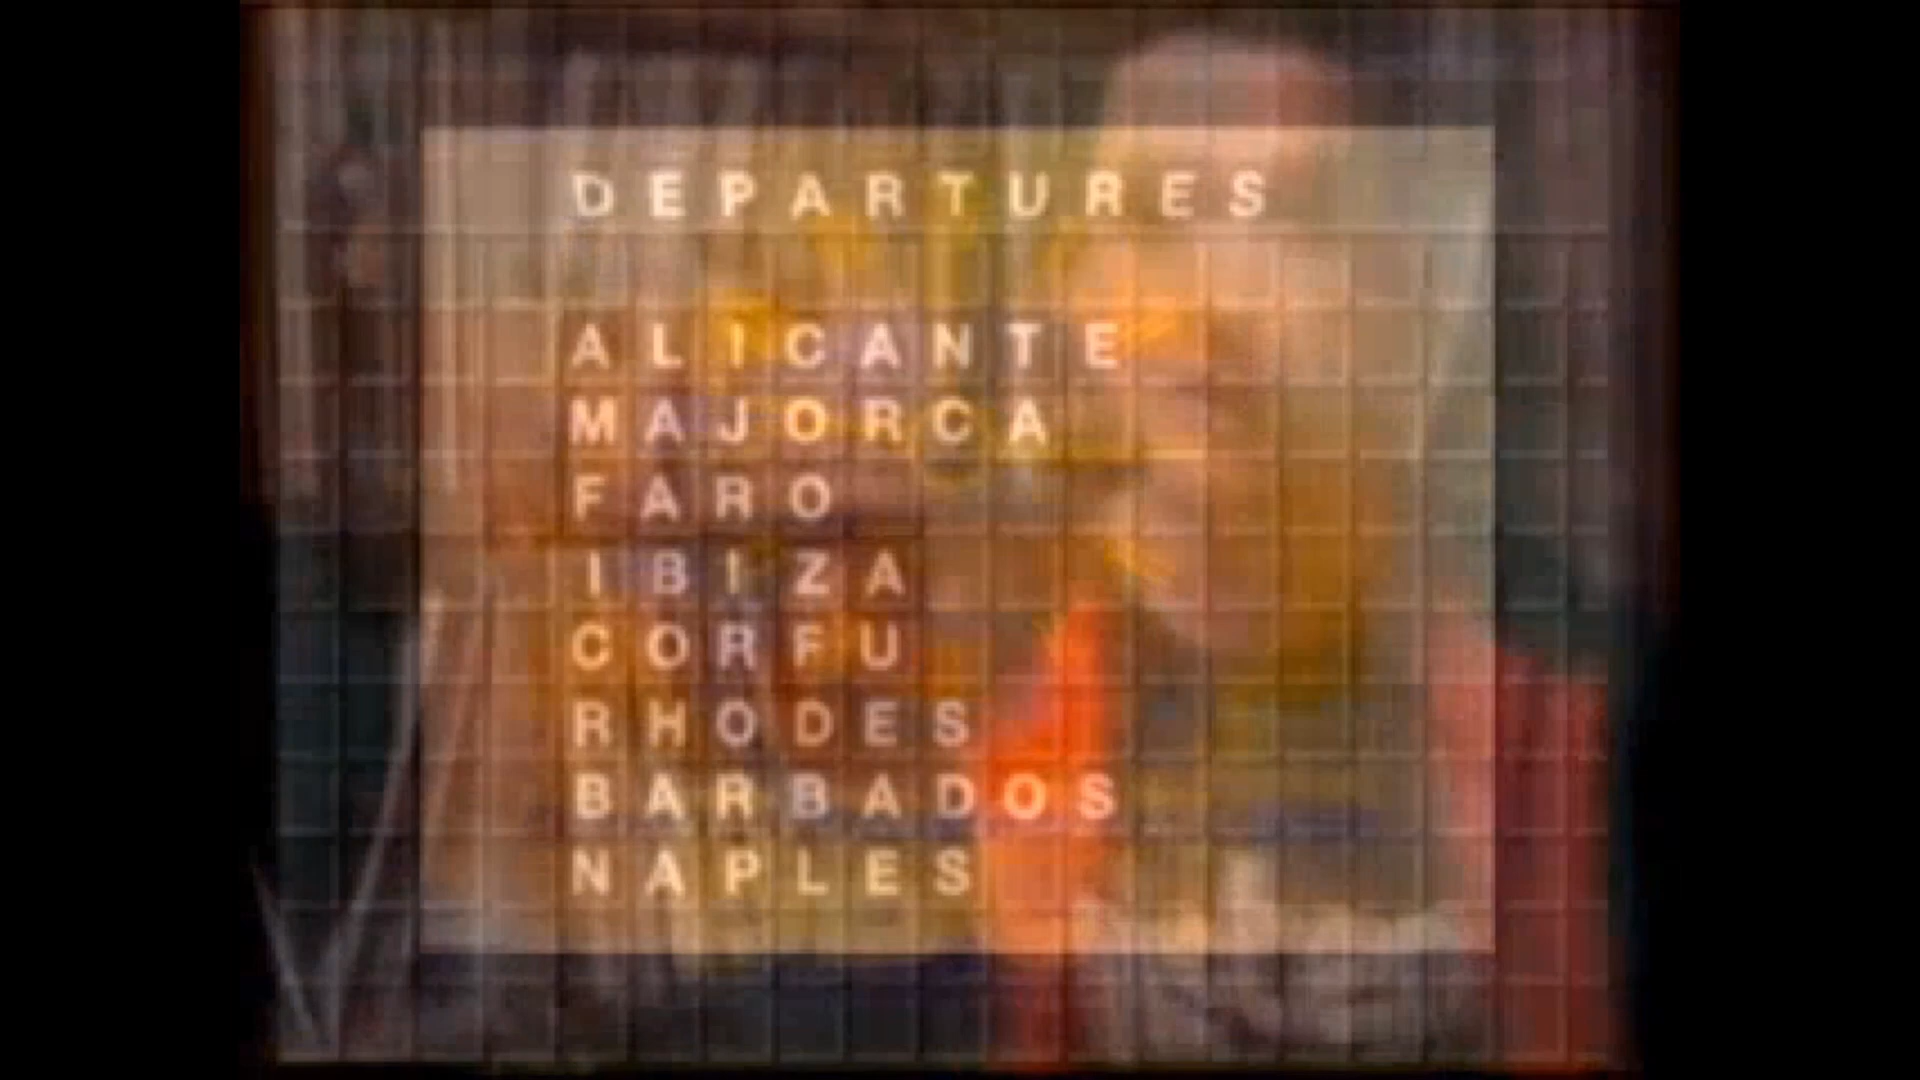 DEPARTURES
ALICANTE
MAJORCA
FARO
IBIZA
CORFU
RHODES
BARBADOS
NAPLES